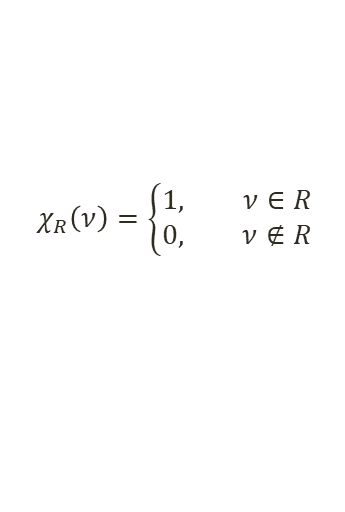 χ_R(ν) = {1, ν ∈ R
0, ν ∉ R